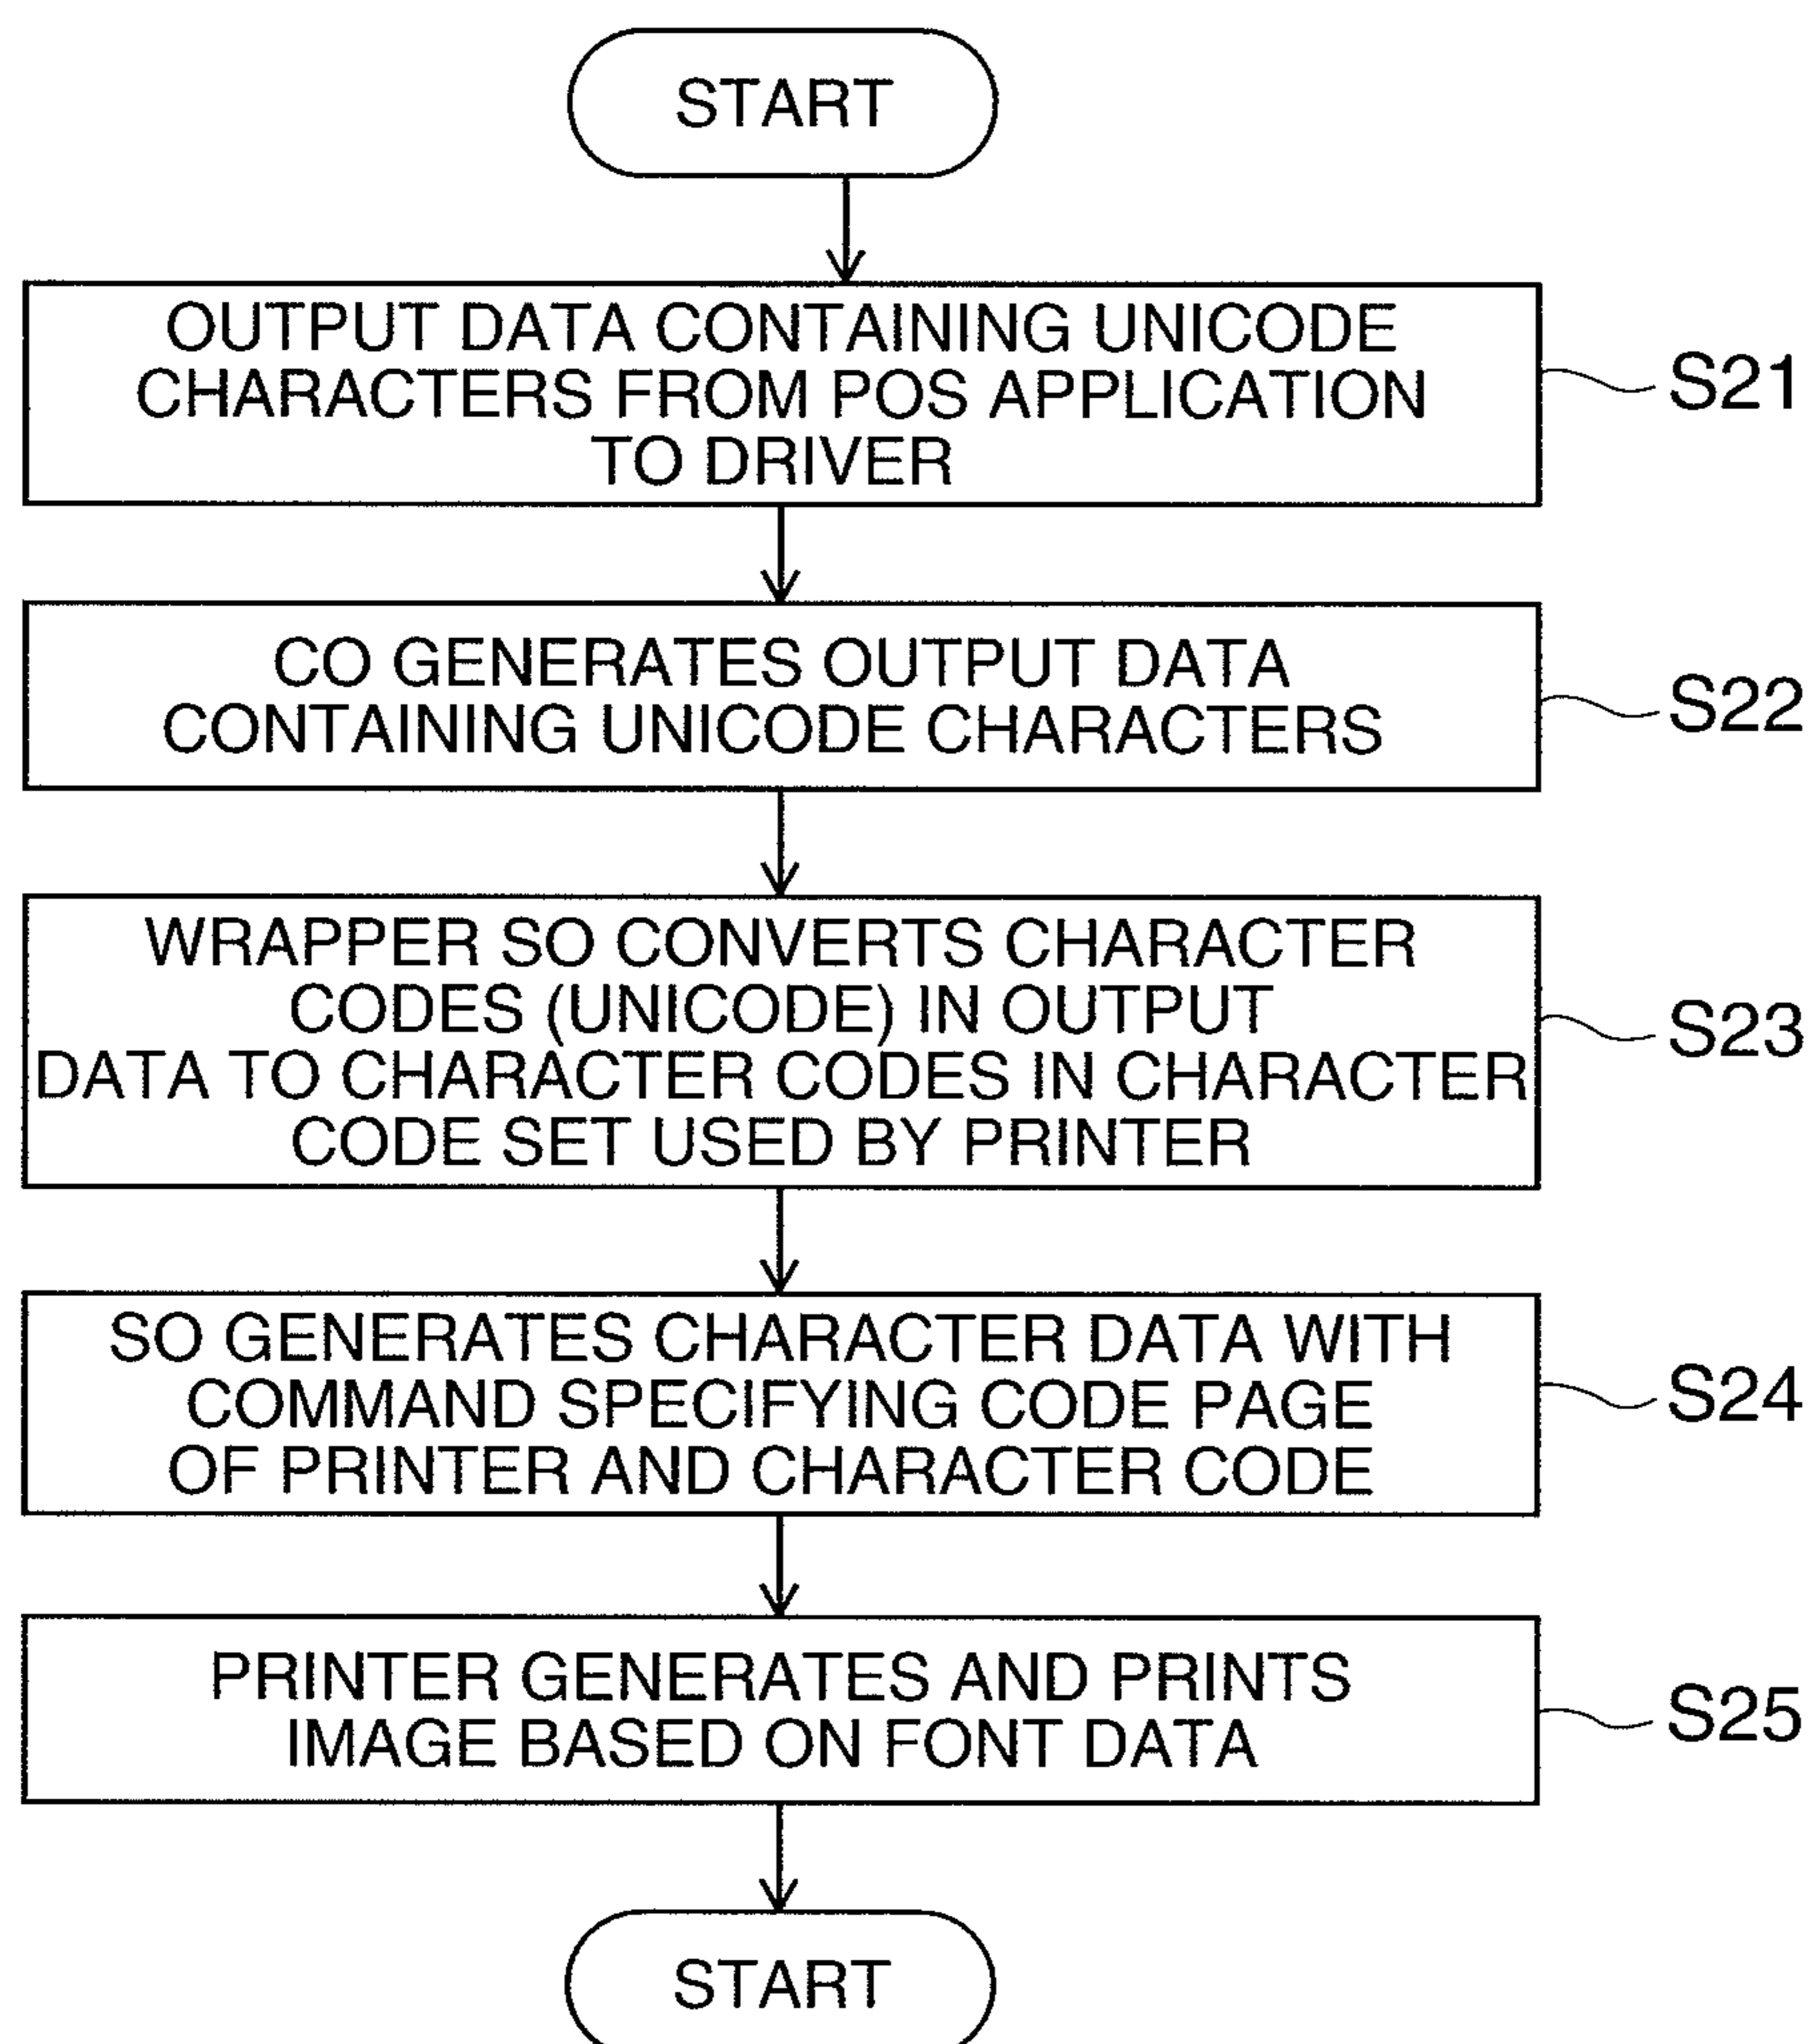 START
OUTPUT DATA CONTAINING UNICODE
CHARACTERS FROM POS APPLICATION
TO DRIVER
S21
CO GENERATES OUTPUT DATA
CONTAINING UNICODE CHARACTERS
S22
WRAPPER SO CONVERTS CHARACTER
CODES (UNICODE) IN OUTPUT
DATA TO CHARACTER CODES IN CHARACTER
CODE SET USED BY PRINTER
S23
SO GENERATES CHARACTER DATA WITH
COMMAND SPECIFYING CODE PAGE
OF PRINTER AND CHARACTER CODE
S24
PRINTER GENERATES AND PRINTS
IMAGE BASED ON FONT DATA
S25
START